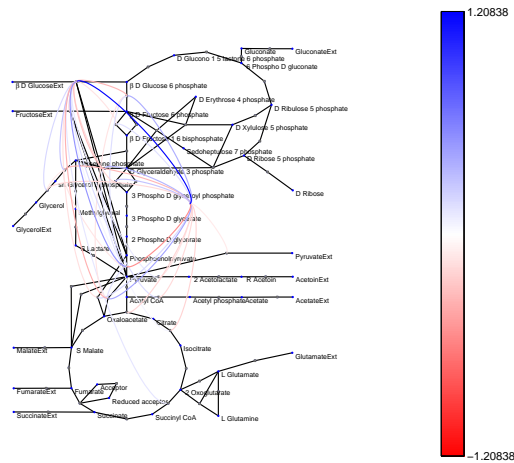 1.20838
Gluconate
GluconateExt
D Glucono 1 5 lactone 6 phosphate
6 Phospho D gluconate
β D GlucoseExt
β D Glucose 6 phosphate
D Erythrose 4 phosphate
D Ribulose 5 phosphate
FructoseExt
β D Fructose 6 phosphate
D Xylulose 5 phosphate
β D Fructose 1 6 bisphosphate
Sedoheptulose 7 phosphate
D Ribose 5 phosphate
D Glyceraldehyde 3 phosphate
D Ribose
Glycerol
3 Phospho D glyceroyl phosphate
Methylglyoxal
3 Phospho D glycerate
GlycerolExt
2 Phospho D glycerate
Lactate
Phosphoenolpyruvate
PyruvateExt
Pyruvate
2 Acetolactate
R Acetoin
AcetoinExt
Acetyl CoA
Acetyl phosphate
Acetate
AcetateExt
Oxaloacetate
Citrate
MalateExt
S Malate
Isocitrate
GlutamateExt
L Glutamate
FumarateExt
Fumarate
Acceptor
2 Oxoglutarate
Reduced acceptor
SuccinateExt
Succinate
Succinyl CoA
L Glutamine
−1.20838